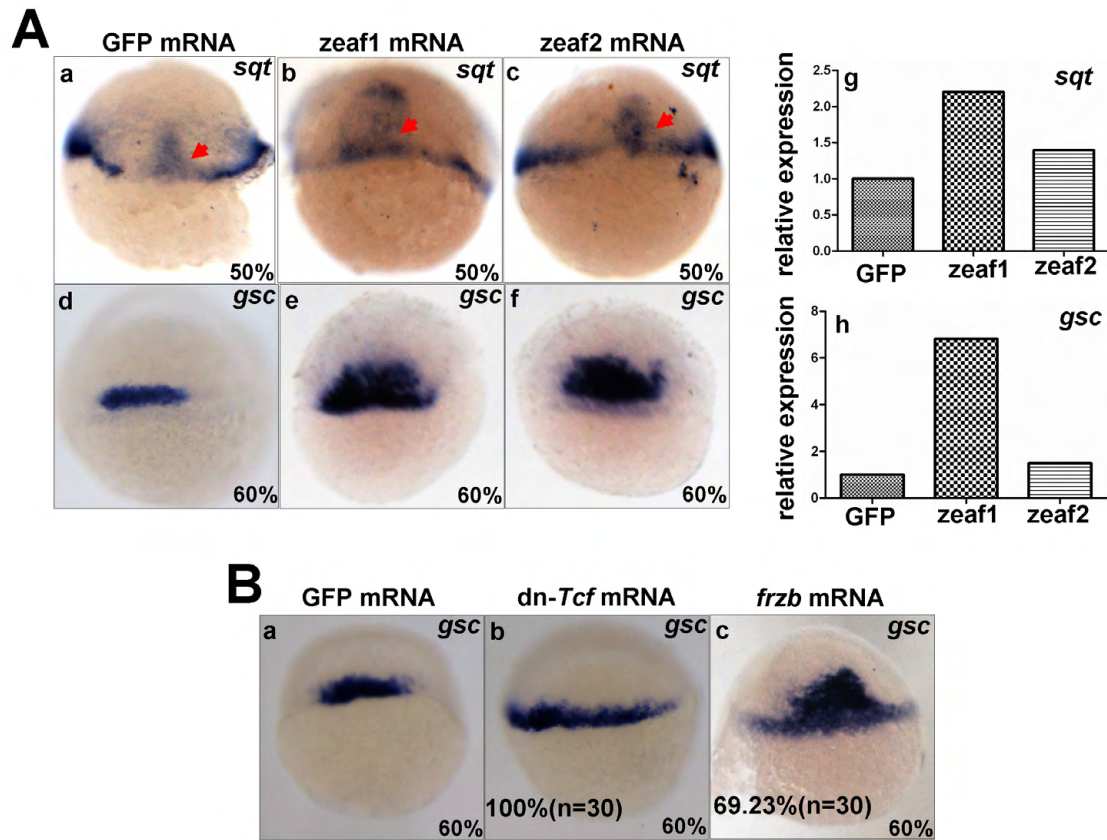 A
GFP mRNA
zeaf1 mRNA
zeaf2 mRNA
a
sqt
50%
b
sqt
50%
c
sqt
50%
d
gsc
60%
e
gsc
60%
f
gsc
60%
g
sqt
relative expression
2.5
2.0
1.5
1.0
0.5
0.0
GFP
zeaf1
zeaf2
h
gsc
relative expression
8
6
4
2
0
GFP
zeaf1
zeaf2
B
GFP mRNA
dn-Tcf mRNA
frzb mRNA
a
gsc
60%
b
gsc
100%(n=30)
60%
c
gsc
69.23%(n=30)
60%